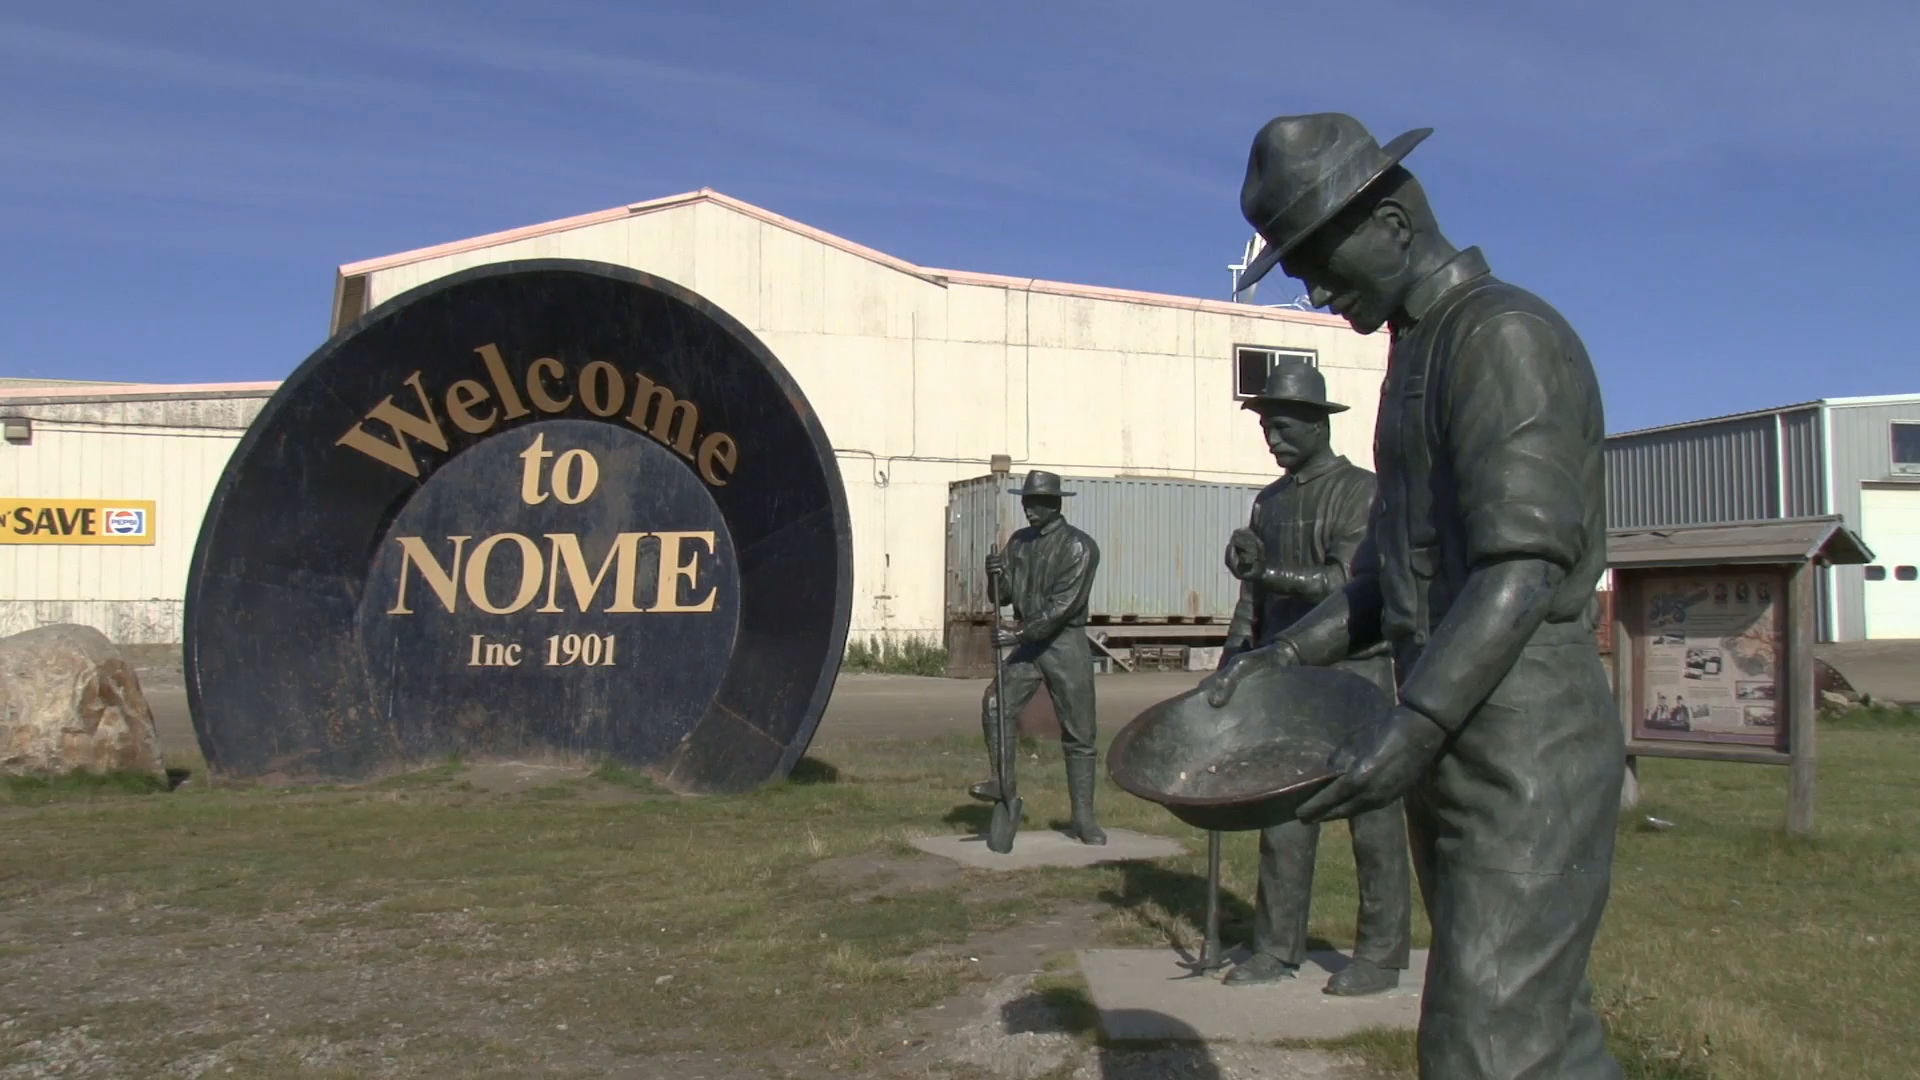 Welcome
to
NOME
Inc 1901
N' SAVE PEPSI